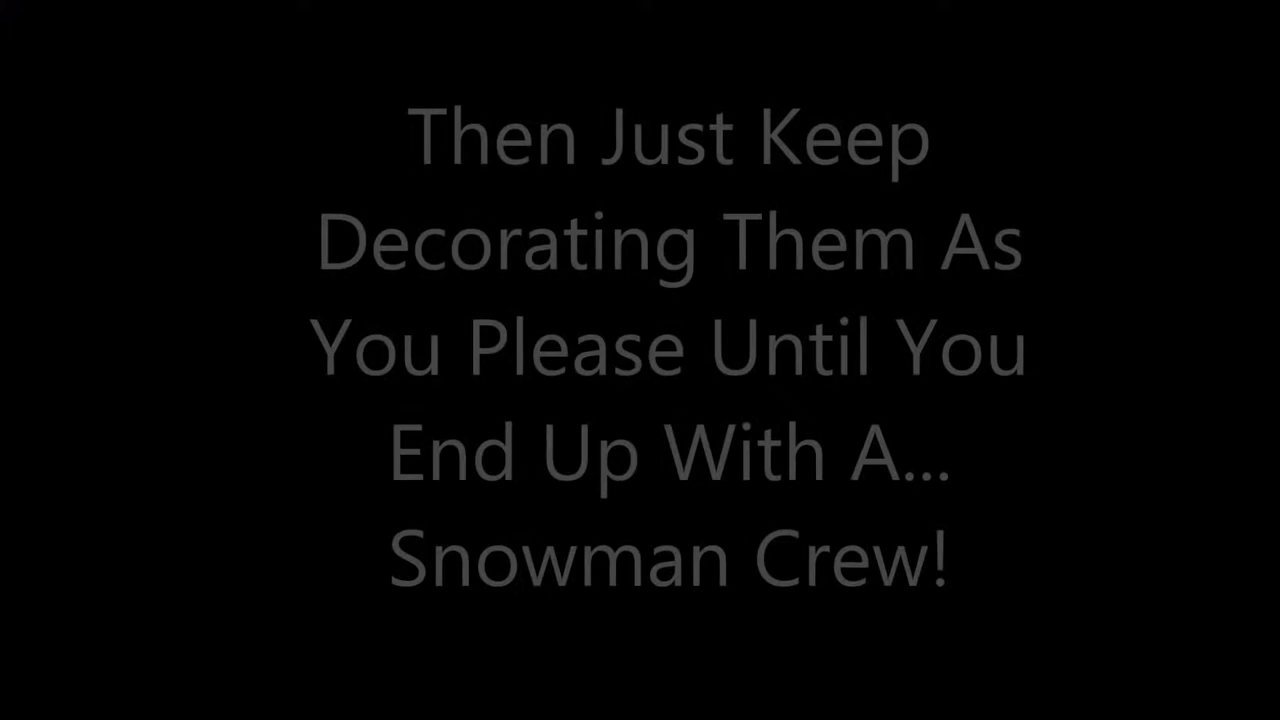 Then Just Keep
Decorating Them As
You Please Until You
End Up With A...
Snowman Crew!